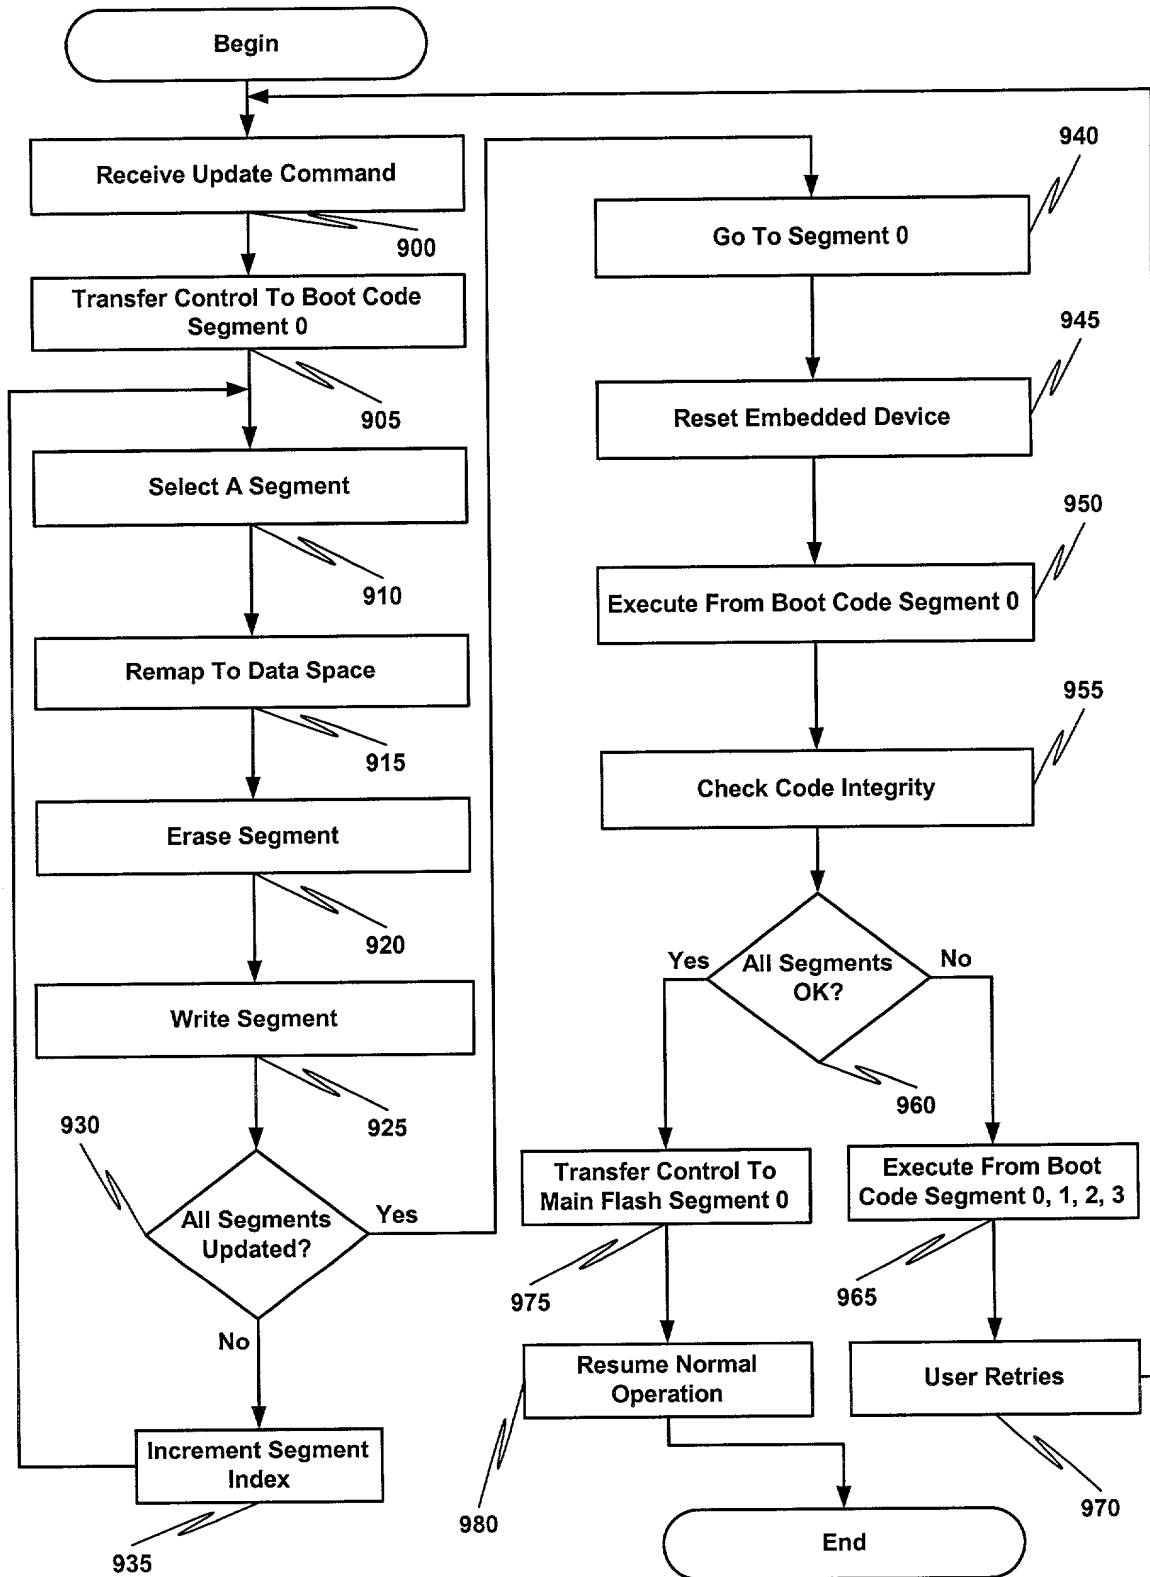 Begin
Receive Update Command
900
Transfer Control To Boot Code
Segment 0
905
Select A Segment
910
Remap To Data Space
915
Erase Segment
920
Write Segment
925
930
All Segments
Updated?
Yes
No
Increment Segment
Index
935
940
Go To Segment 0
945
Reset Embedded Device
950
Execute From Boot Code Segment 0
955
Check Code Integrity
Yes
All Segments
OK?
No
960
Transfer Control To
Main Flash Segment 0
975
Execute From Boot
Code Segment 0, 1, 2, 3
965
Resume Normal
Operation
980
User Retries
970
End